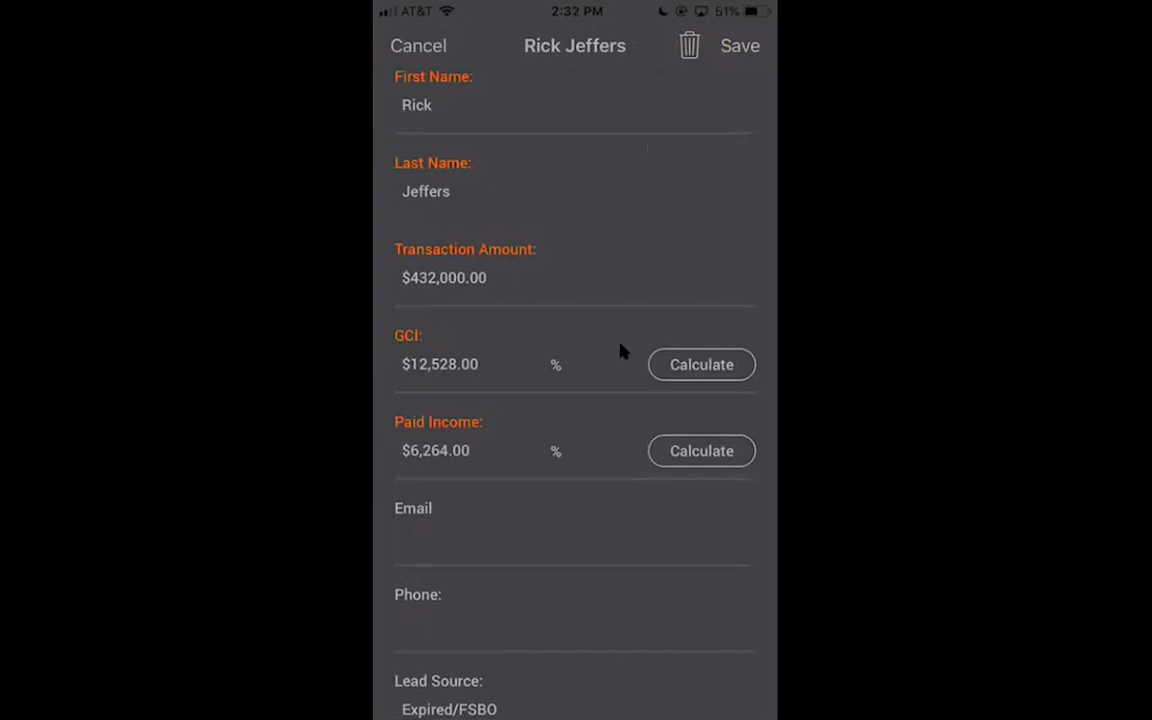 AT&T 2:32 PM 51%
Cancel Rick Jeffers Save
First Name:
Rick
Last Name:
Jeffers
Transaction Amount:
$432,000.00
GCI:
$12,528.00 % Calculate
Paid Income:
$6,264.00 % Calculate
Email
Phone:
Lead Source:
Expired/FSBO